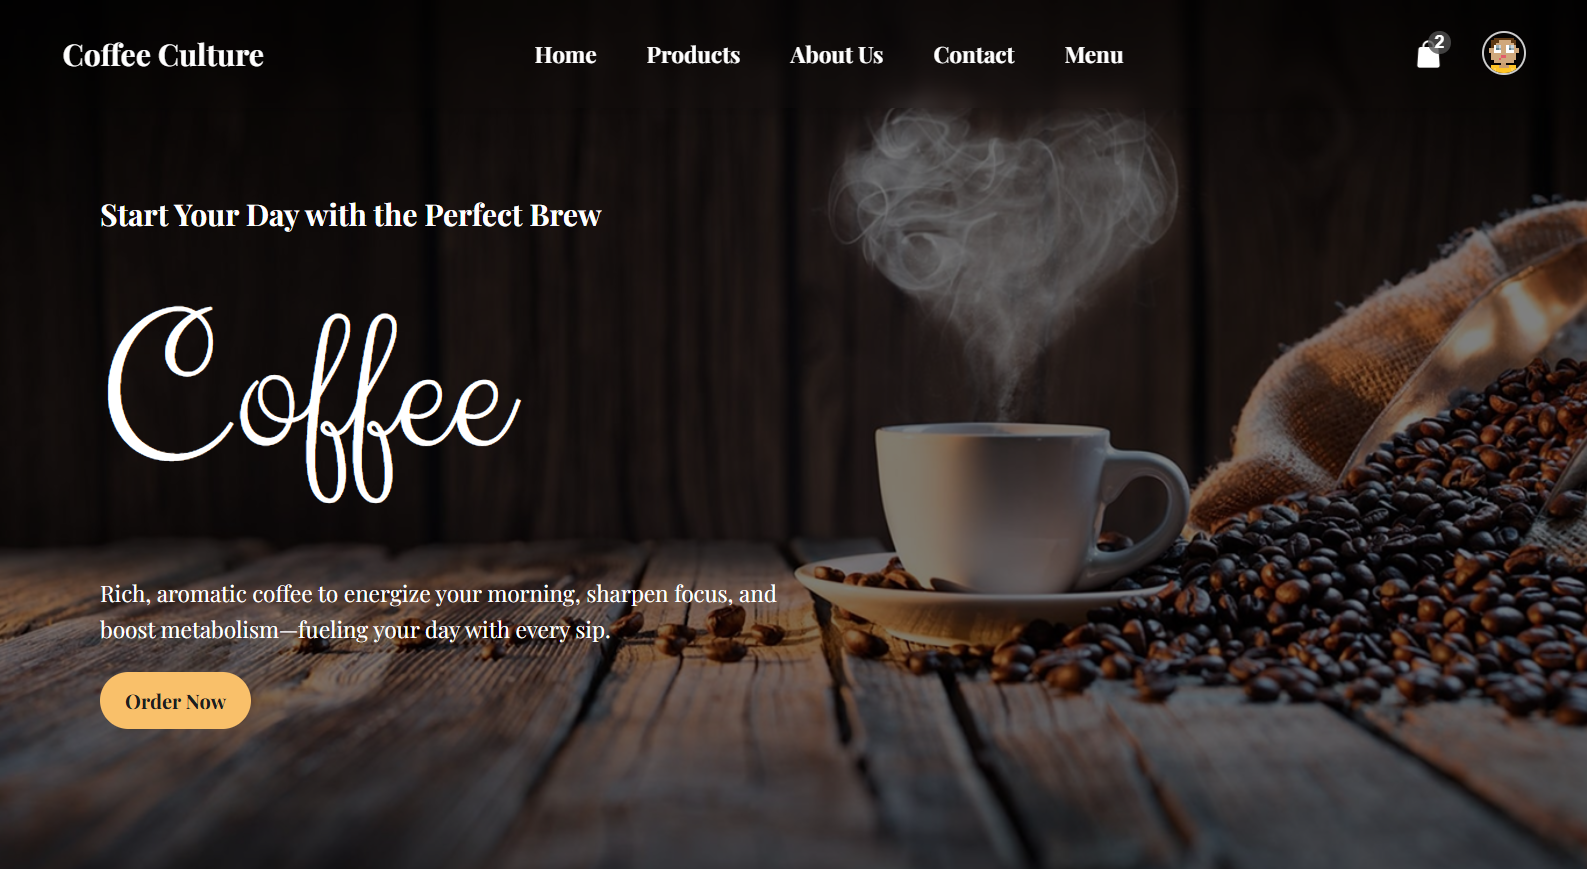 Coffee Culture
Home Products About Us Contact Menu
2
Start Your Day with the Perfect Brew
Coffee
Rich, aromatic coffee to energize your morning, sharpen focus, and
boost metabolism—fueling your day with every sip.
Order Now